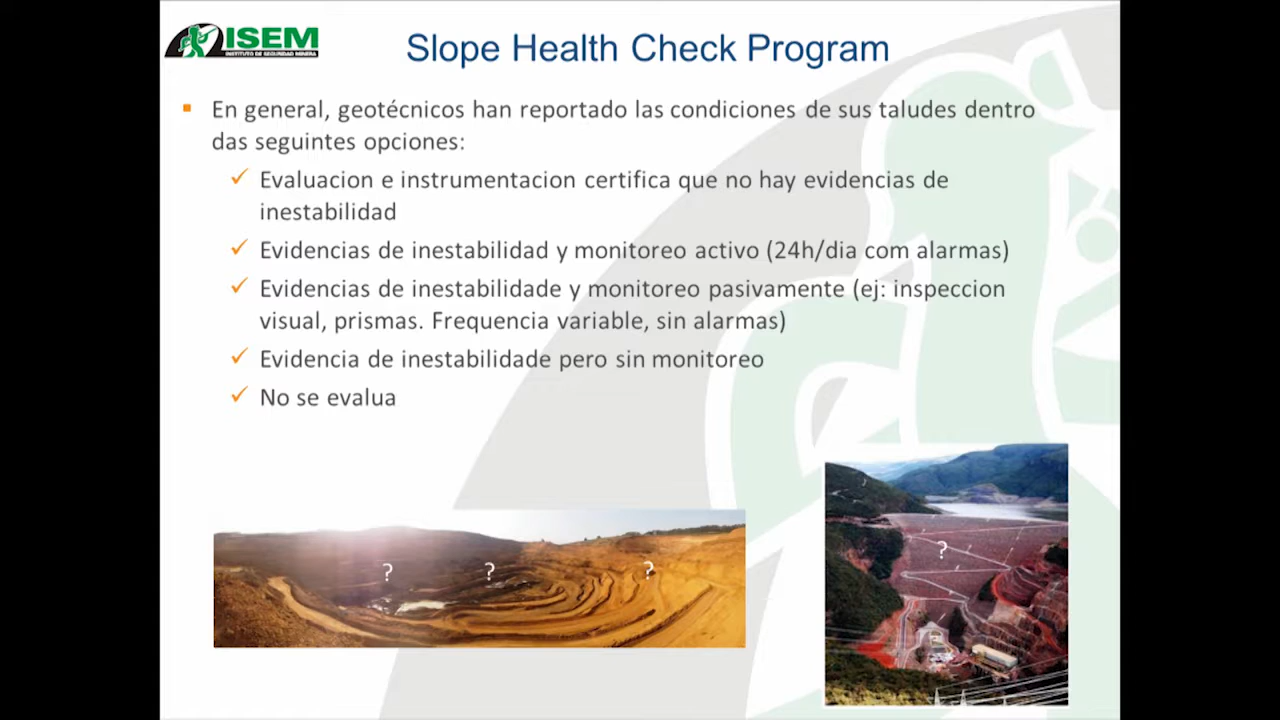 ISEM
INSTITUTO DE SEGURIDAD MINERA
Slope Health Check Program
En general, geotécnicos han reportado las condiciones de sus taludes dentro
das seguintes opciones:
Evaluacion e instrumentacion certifica que no hay evidencias de
inestabilidad
Evidencias de inestabilidad y monitoreo activo (24h/dia com alarmas)
Evidencias de inestabilidade y monitoreo pasivamente (ej: inspeccion
visual, prismas. Frequencia variable, sin alarmas)
Evidencia de inestabilidade pero sin monitoreo
No se evalua
? ? ?
?